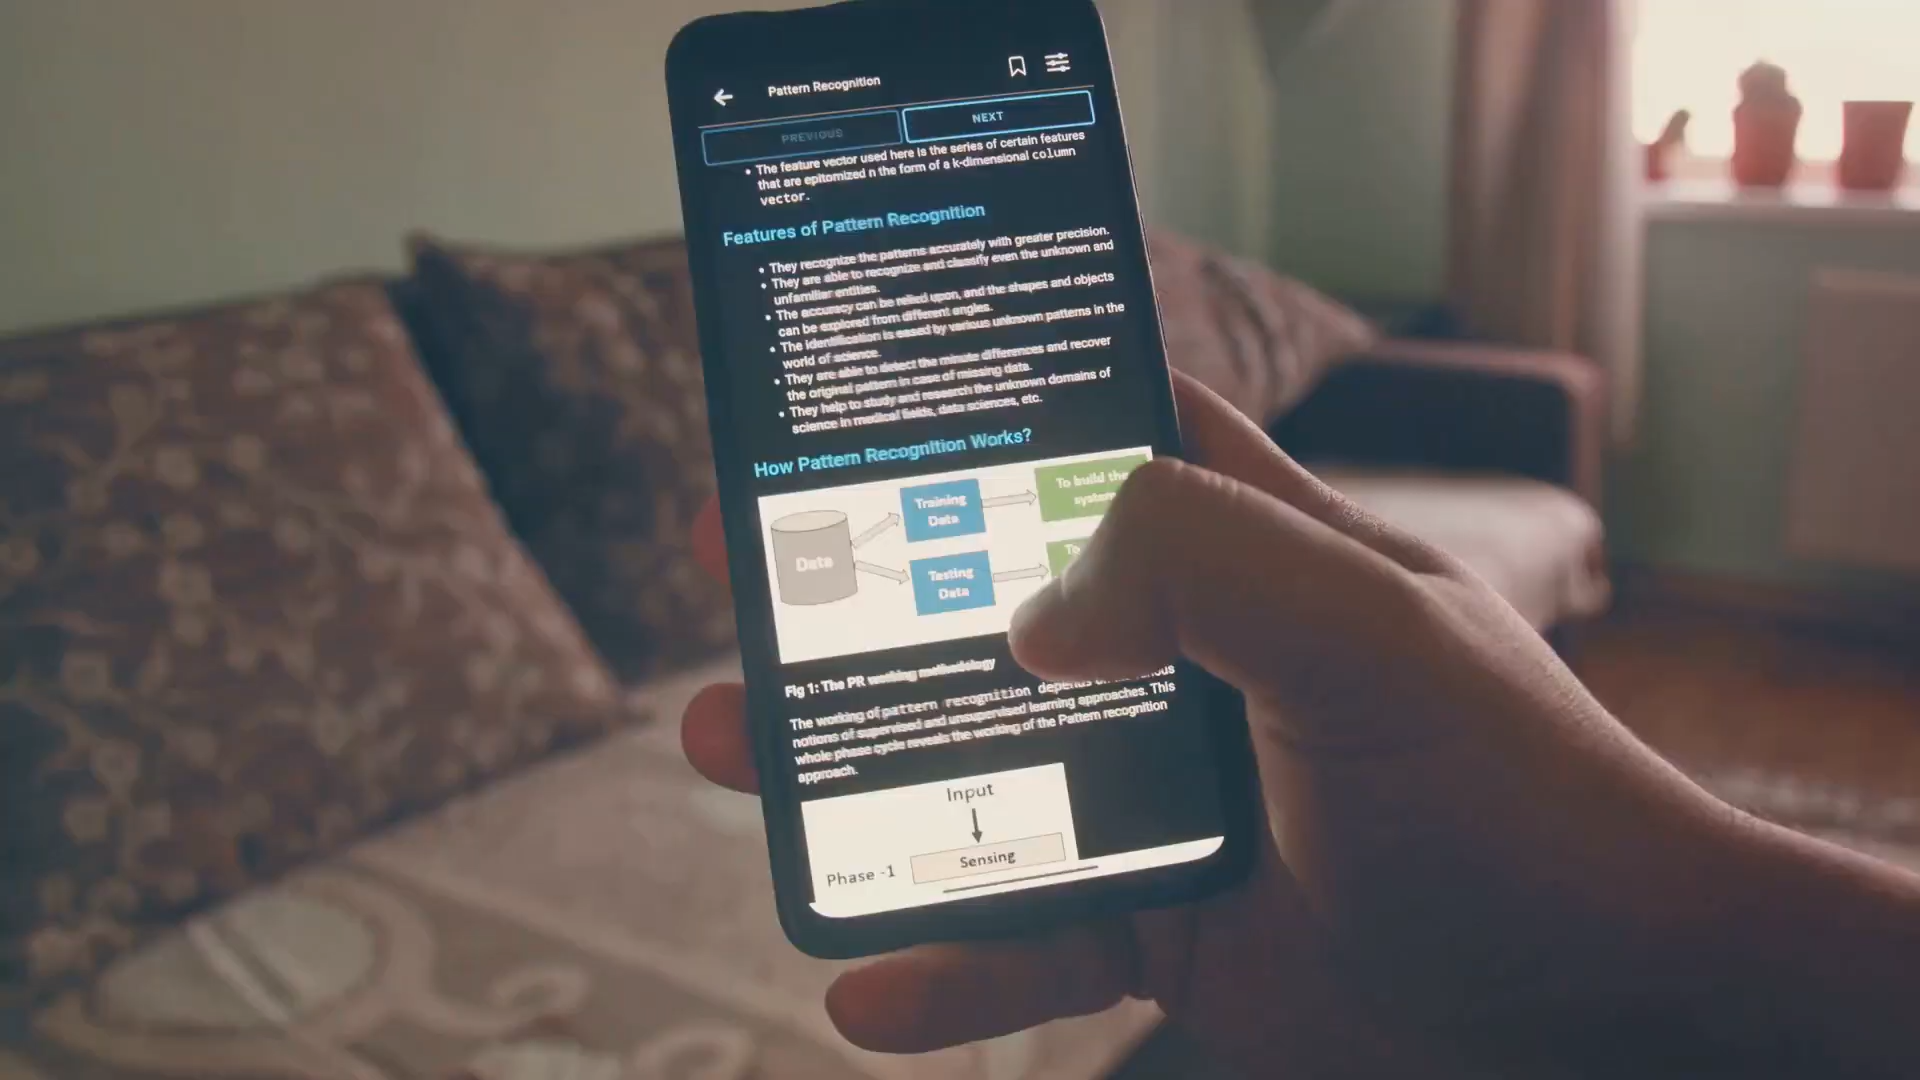 Pattern Recognition
PREVIOUS
NEXT
• The feature vector used here is the series of certain features
that are epitomized n the form of a k-dimensional column
vector.
Features of Pattern Recognition
• They recognize the patterns accurately with greater precision.
• They are able to recognize and classify even the unknown and
unfamiliar entities.
• The accuracy can be relied upon, and the shapes and objects
can be explored from different angles.
• The identification is eased by various unknown patterns in the
world of science.
• They are able to detect the minute differences and recover
the original pattern in case of missing data.
• They help to study and research the unknown domains of
science in medical fields, data sciences, etc.
How Pattern Recognition Works?
Data
Training
Data
To build the
system
Testing
Data
To
Fig 1: The PR working methodology
The working of pattern recognition depends
notions of supervised and unsupervised learning approaches. This
whole phase cycle reveals the working of the Pattern recognition
approach.
Input
Phase -1
Sensing